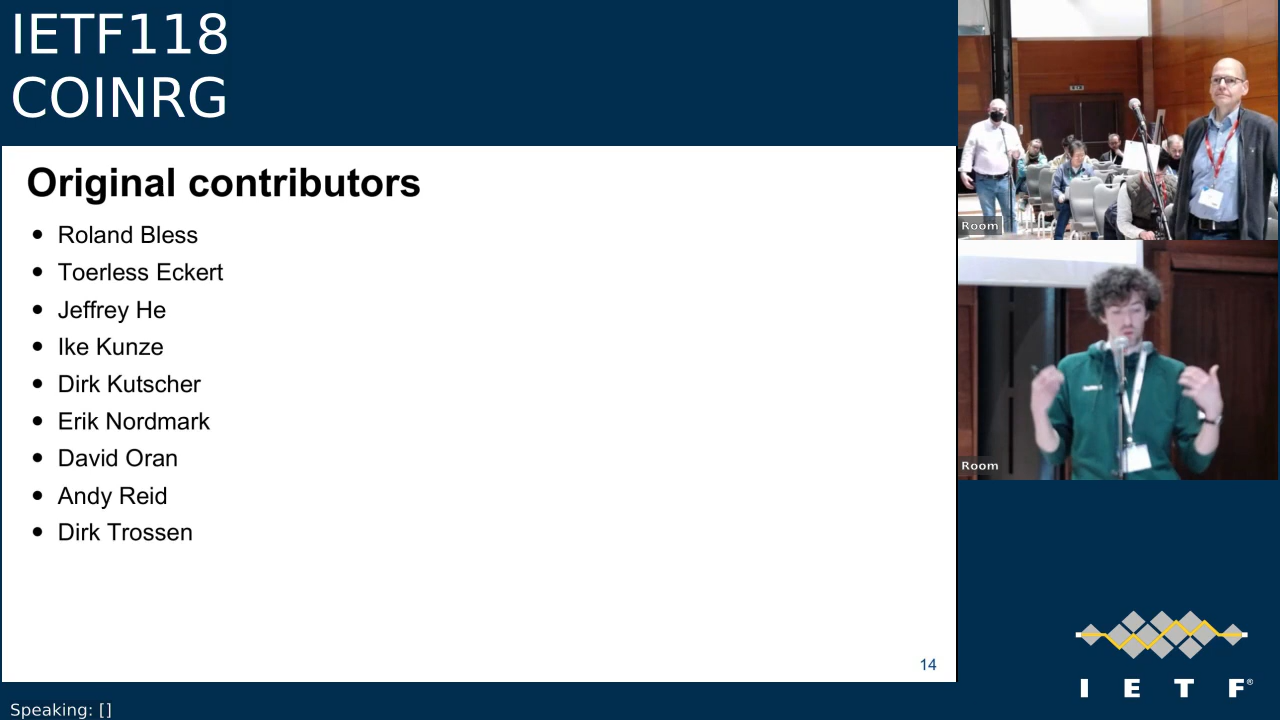 IETF118
COINRG
Original contributors
• Roland Bless
• Toerless Eckert
• Jeffrey He
• Ike Kunze
• Dirk Kutscher
• Erik Nordmark
• David Oran
• Andy Reid
• Dirk Trossen
14
Room
Room
I E T F®
Speaking: []